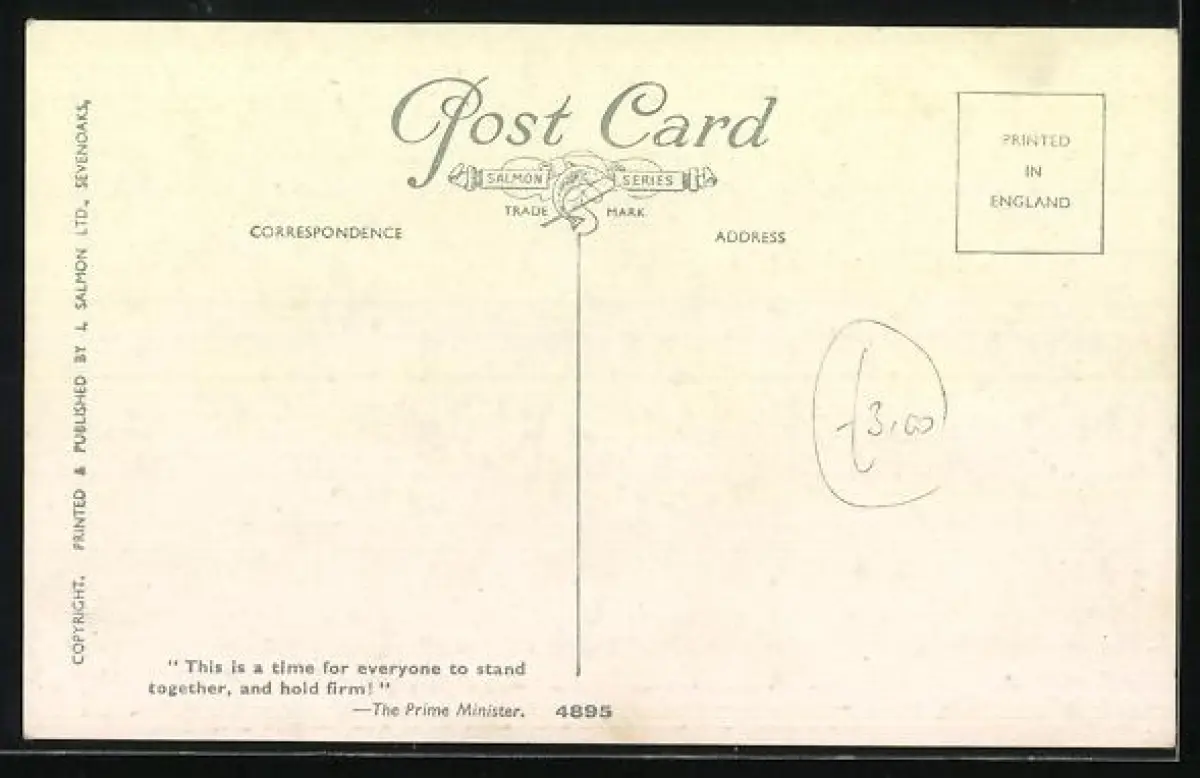 Post Card
SALMON SERIES
TRADE MARK
CORRESPONDENCE
ADDRESS
PRINTED
IN
ENGLAND
COPYRIGHT. PRINTED & PUBLISHED BY J. SALMON LTD., SEVENOAKS,
£3.00
" This is a time for everyone to stand
together, and hold firm! "
—The Prime Minister.
4895